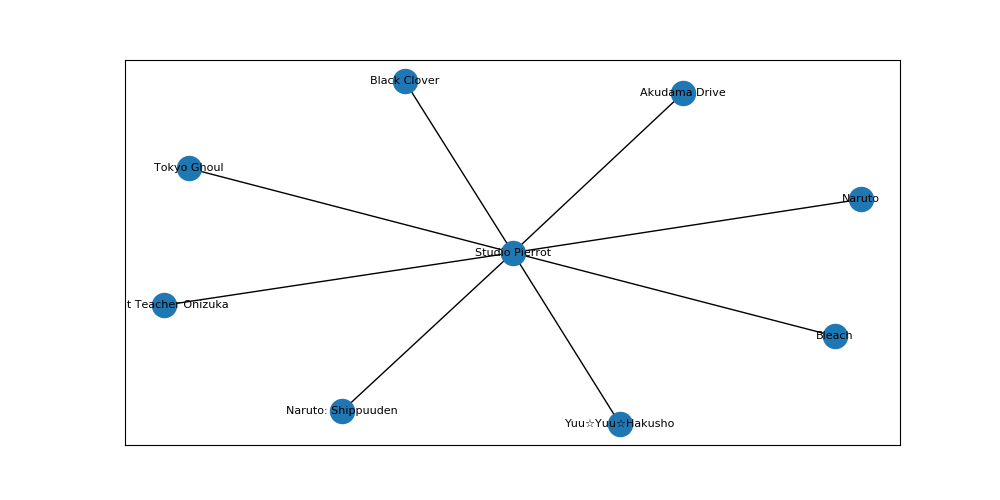 Black Clover
Akudama Drive
Tokyo Ghoul
Naruto
Studio Pierrot
t Teacher Onizuka
Bleach
Naruto: Shippuuden
Yuu☆Yuu☆Hakusho